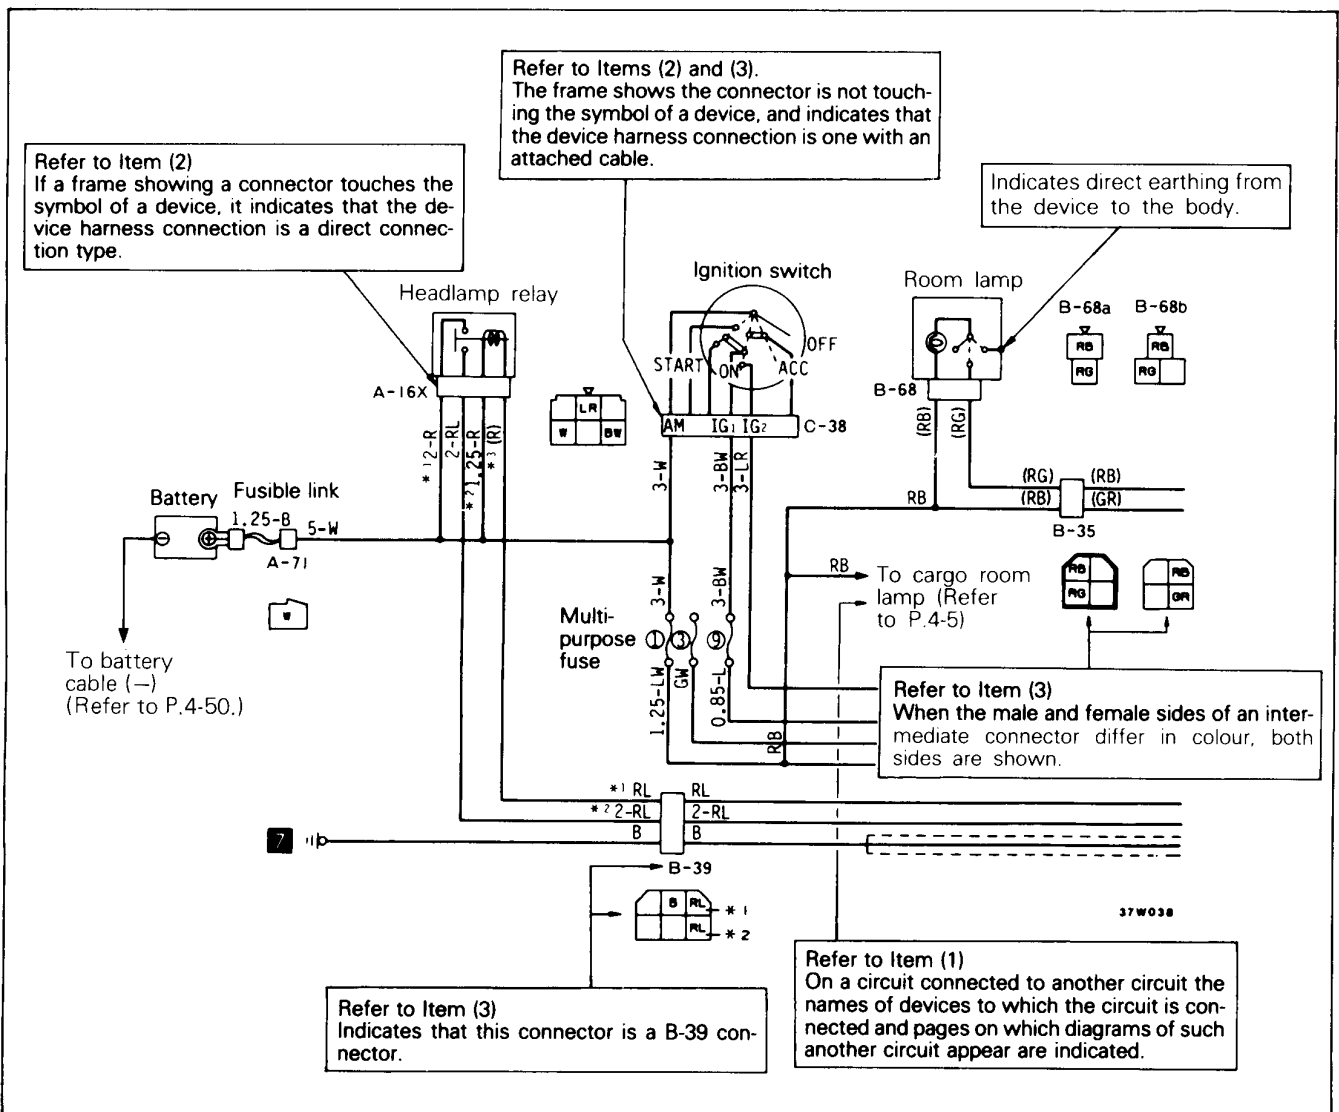 Refer to Items (2) and (3).
The frame shows the connector is not touch-
ing the symbol of a device, and indicates that
the device harness connection is one with an
attached cable.
Refer to Item (2)
If a frame showing a connector touches the
symbol of a device, it indicates that the de-
vice harness connection is a direct connec-
tion type.
Indicates direct earthing from
the device to the body.
Headlamp relay
Ignition switch
Room lamp
B-68a
B-68b
RB
RG
RB
RG
OFF
START
ON
ACC
A-16X
B-68
AM
IG1
IG2
C-38
LR
W
BW
*1 2-R
2-RL
*2 1.25-R
*3 (R)
3-W
3-BW
3-LR
(RB)
(RG)
(RG)
(RB)
RB
(RB)
(GR)
B-35
Battery
Fusible link
1.25-B
5-W
A-71
W
RB
To cargo room
lamp (Refer
to P.4-5)
RB
RG
RB
GR
3-W
3-BW
Multi-
purpose
fuse
1
3
9
To battery
cable (−)
(Refer to P.4-50.)
1.25-LW
GW
0.85-L
RB
Refer to Item (3)
When the male and female sides of an inter-
mediate connector differ in colour, both
sides are shown.
*1 RL
RL
*2 2-RL
2-RL
7
B
B
B-39
B
RL
*1
RL
*2
37W038
Refer to Item (3)
Indicates that this connector is a B-39 con-
nector.
Refer to Item (1)
On a circuit connected to another circuit the
names of devices to which the circuit is con-
nected and pages on which diagrams of such
another circuit appear are indicated.